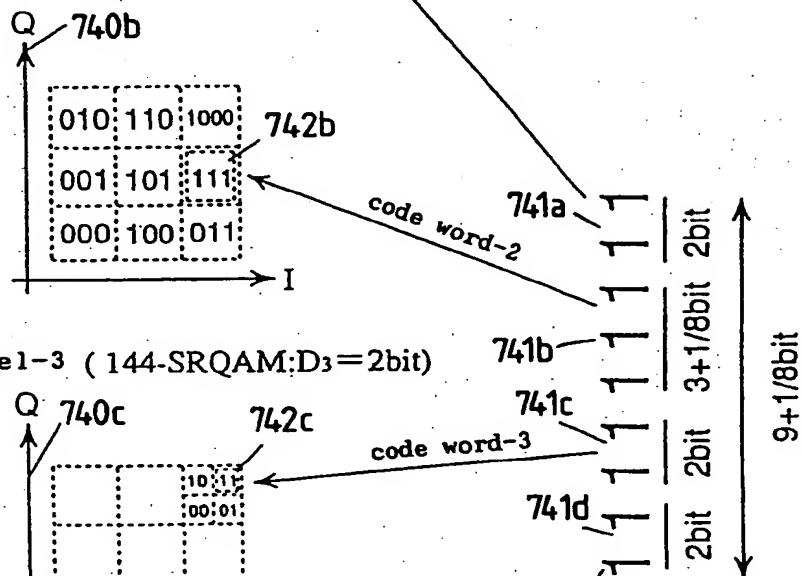 Q 740b
010 110 1000 742b
001 101 111
000 100 011
I
code word-2
741a
2bit
741b
3+1/8bit
9+1/8bit
el-3 (144-SRQAM:D3=2bit)
Q 740c 742c
10 11
00 01
code word-3
741c
2bit
741d
2bit